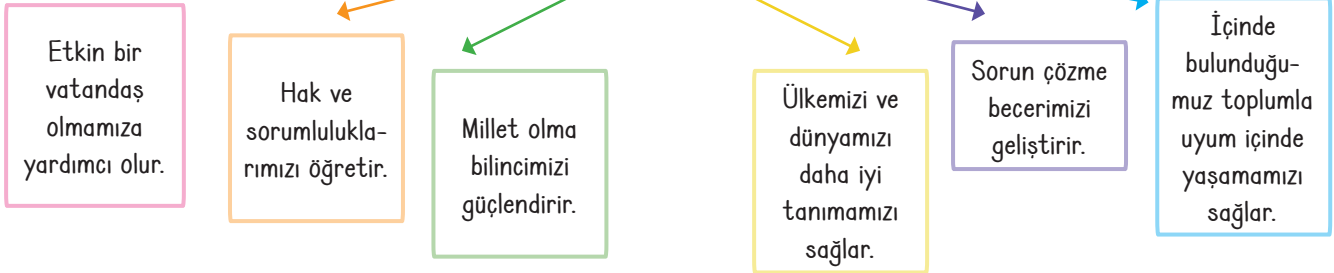 Etkin bir
vatandaş
olmamıza
yardımcı olur.
Hak ve
sorumlulukla-
rımızı öğretir.
Millet olma
bilincimizi
güçlendirir.
Ülkemizi ve
dünyamızı
daha iyi
tanımamızı
sağlar.
Sorun çözme
becerimizi
geliştirir.
İçinde
bulunduğu-
muz toplumla
uyum içinde
yaşamamızı
sağlar.